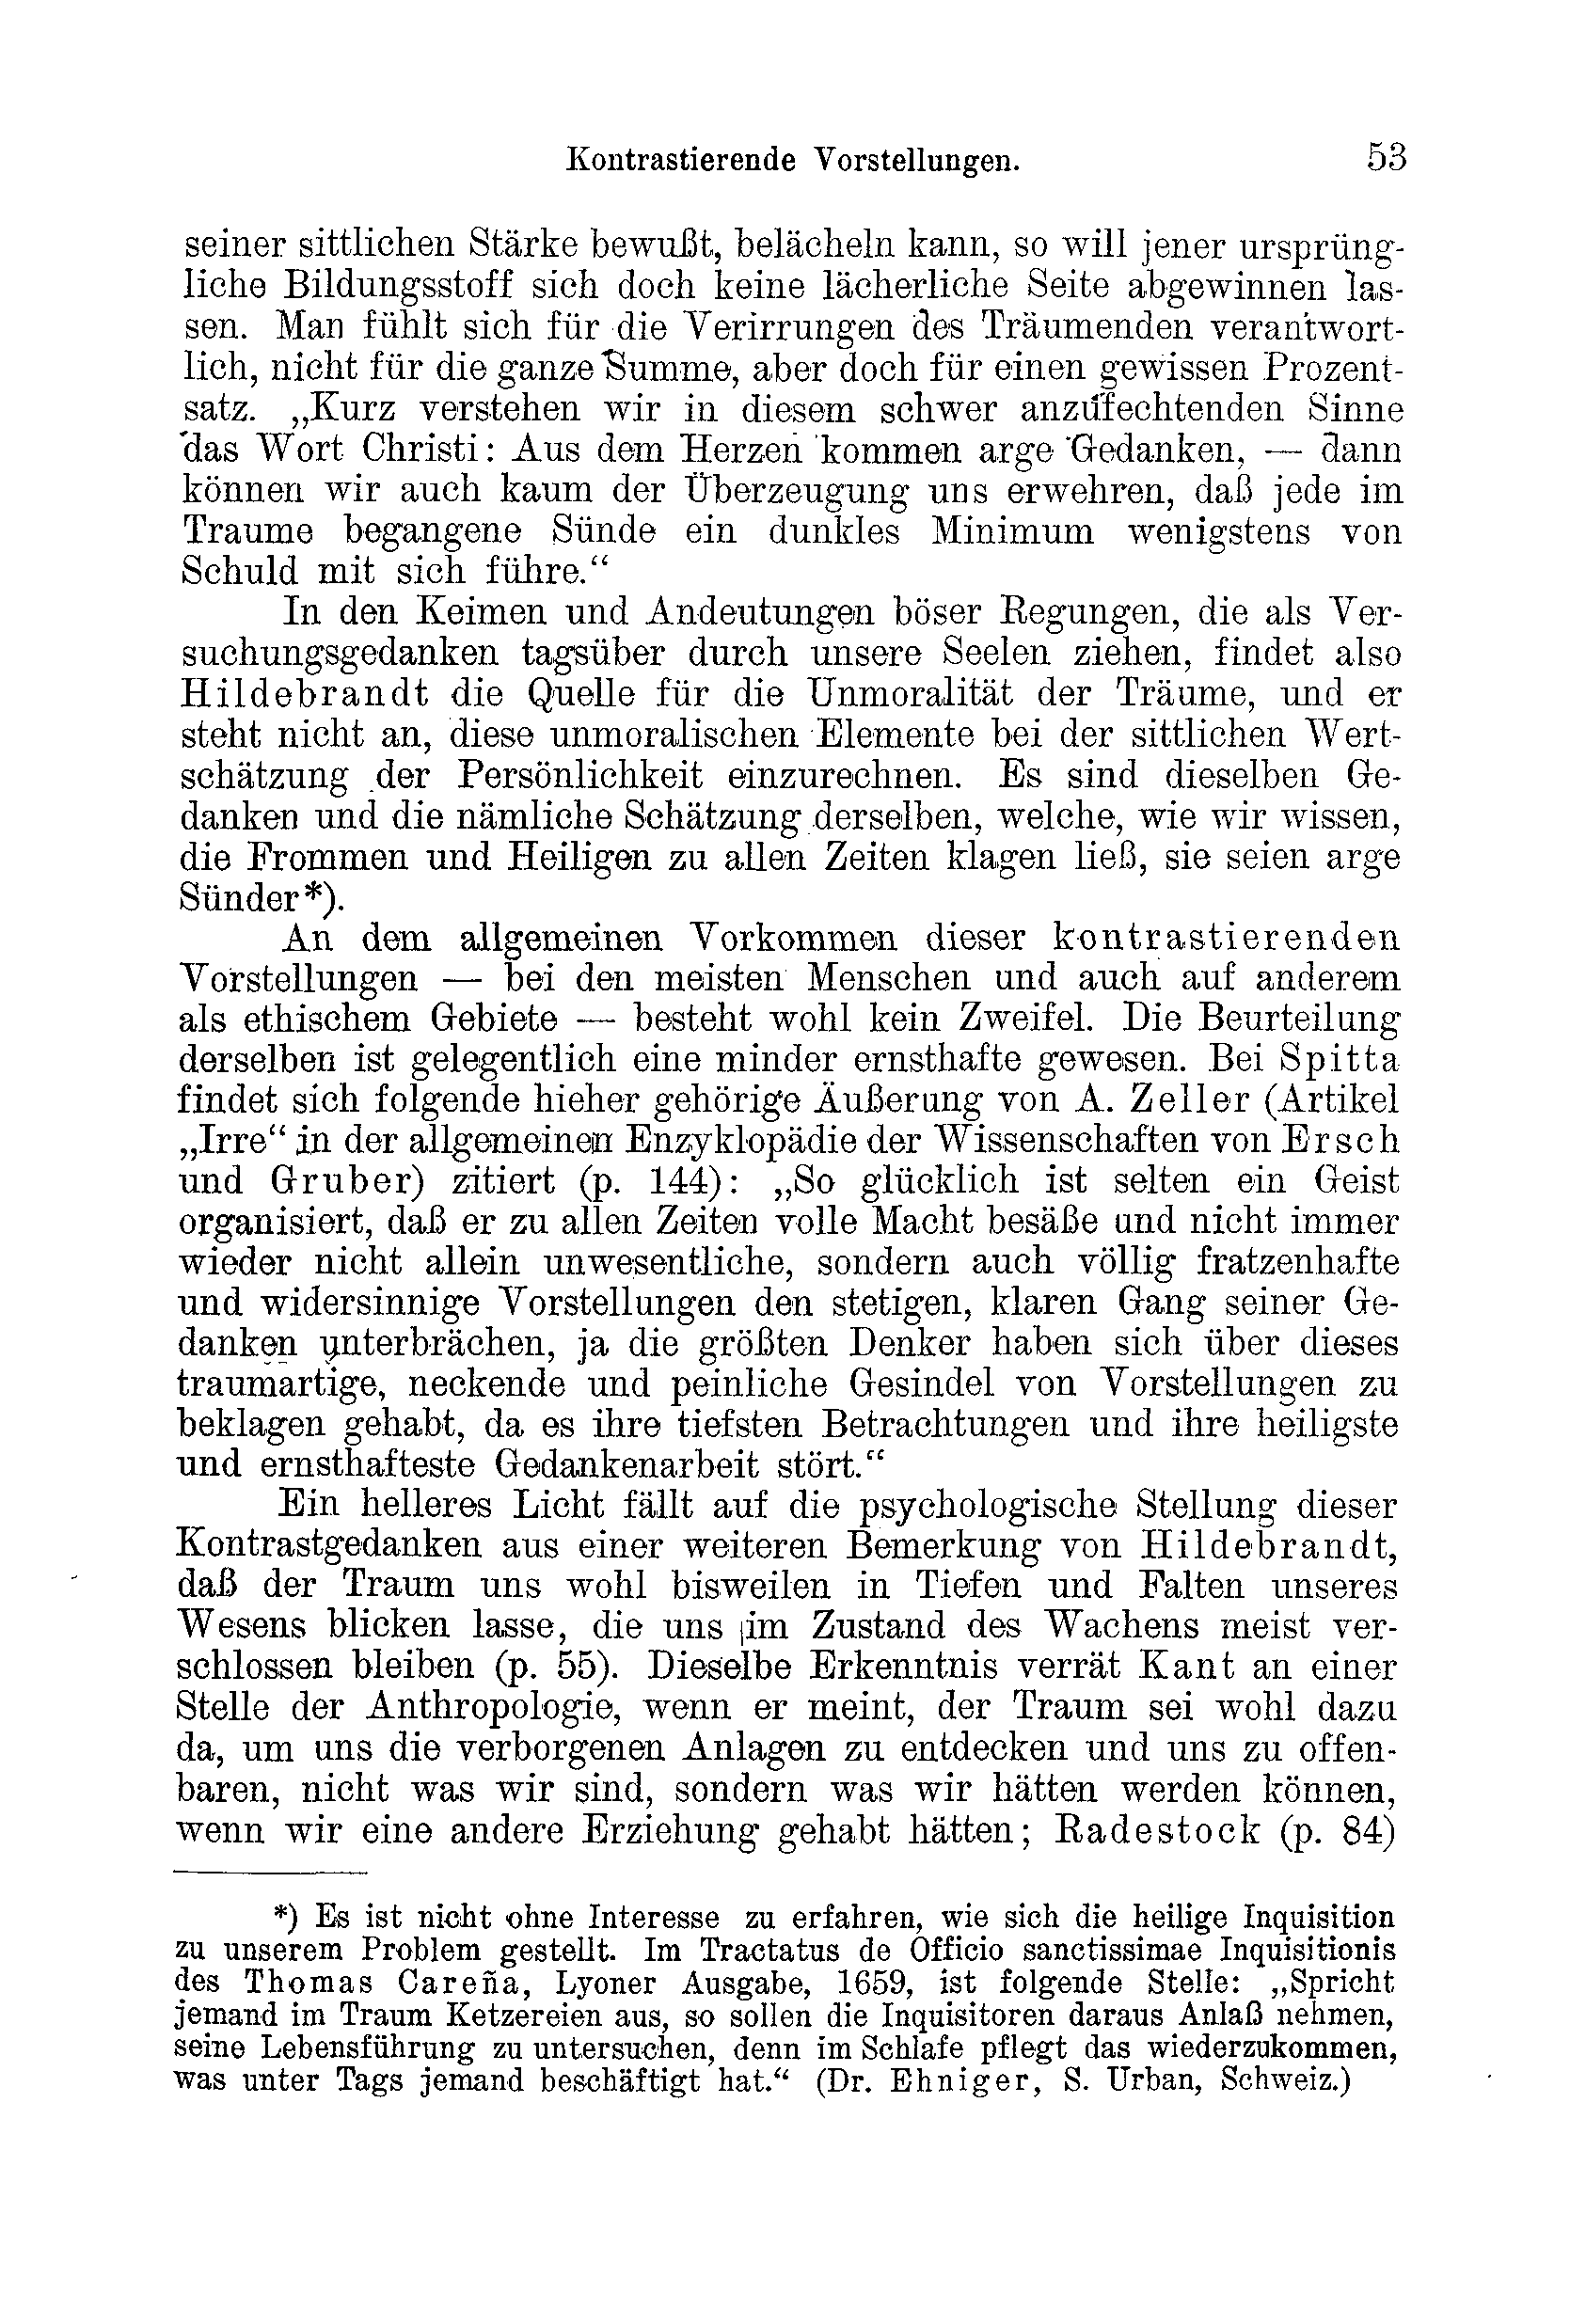 Kontrastierende Vorstellungen. 53
seiner sittlichen Stärke bewußt, belächeln kann, so will jener ursprüng-
liche Bildungsstoff sich doch keine lächerliche Seite abgewinnen las-
sen. Man fühlt sich für die Verirrungen des Träumenden verantwort-
lich, nicht für die ganze Summe, aber doch für einen gewissen Prozent-
satz. „Kurz verstehen wir in diesem schwer anzufechtenden Sinne
das Wort Christi: Aus dem Herzen kommen arge Gedanken, — dann
können wir auch kaum der Überzeugung uns erwehren, daß jede im
Traume begangene Sünde ein dunkles Minimum wenigstens von
Schuld mit sich führe.“
In den Keimen und Andeutungen böser Regungen, die als Ver-
suchungsgedanken tagsüber durch unsere Seelen ziehen, findet also
Hildebrandt die Quelle für die Unmoralität der Träume, und er
steht nicht an, diese unmoralischen Elemente bei der sittlichen Wert-
schätzung der Persönlichkeit einzurechnen. Es sind dieselben Ge-
danken und die nämliche Schätzung derselben, welche, wie wir wissen,
die Frommen und Heiligen zu allen Zeiten klagen ließ, sie seien arge
Sünder*).
An dem allgemeinen Vorkommen dieser kontrastierenden
Vorstellungen — bei den meisten Menschen und auch auf anderem
als ethischem Gebiete — besteht wohl kein Zweifel. Die Beurteilung
derselben ist gelegentlich eine minder ernsthafte gewesen. Bei Spitta
findet sich folgende hieher gehörige Äußerung von A. Zeller (Artikel
„Irre“ in der allgemeinen Enzyklopädie der Wissenschaften von Ersch
und Gruber) zitiert (p. 144): „So glücklich ist selten ein Geist
organisiert, daß er zu allen Zeiten volle Macht besäße und nicht immer
wieder nicht allein unwesentliche, sondern auch völlig fratzenhafte
und widersinnige Vorstellungen den stetigen, klaren Gang seiner Ge-
danken unterbrächen, ja die größten Denker haben sich über dieses
traumartige, neckende und peinliche Gesindel von Vorstellungen zu
beklagen gehabt, da es ihre tiefsten Betrachtungen und ihre heiligste
und ernsthafteste Gedankenarbeit stört.“
Ein helleres Licht fällt auf die psychologische Stellung dieser
Kontrastgedanken aus einer weiteren Bemerkung von Hildebrandt,
daß der Traum uns wohl bisweilen in Tiefen und Falten unseres
Wesens blicken lasse, die uns im Zustand des Wachens meist ver-
schlossen bleiben (p. 55). Dieselbe Erkenntnis verrät Kant an einer
Stelle der Anthropologie, wenn er meint, der Traum sei wohl dazu
da, um uns die verborgenen Anlagen zu entdecken und uns zu offen-
baren, nicht was wir sind, sondern was wir hätten werden können,
wenn wir eine andere Erziehung gehabt hätten; Radestock (p. 84)
*) Es ist nicht ohne Interesse zu erfahren, wie sich die heilige Inquisition
zu unserem Problem gestellt. Im Tractatus de Officio sanctissimae Inquisitionis
des Thomas Careña, Lyoner Ausgabe, 1659, ist folgende Stelle: „Spricht
jemand im Traum Ketzereien aus, so sollen die Inquisitoren daraus Anlaß nehmen,
seine Lebensführung zu untersuchen, denn im Schlafe pflegt das wiederzukommen,
was unter Tags jemand beschäftigt hat.“ (Dr. Ehniger, S. Urban, Schweiz.)